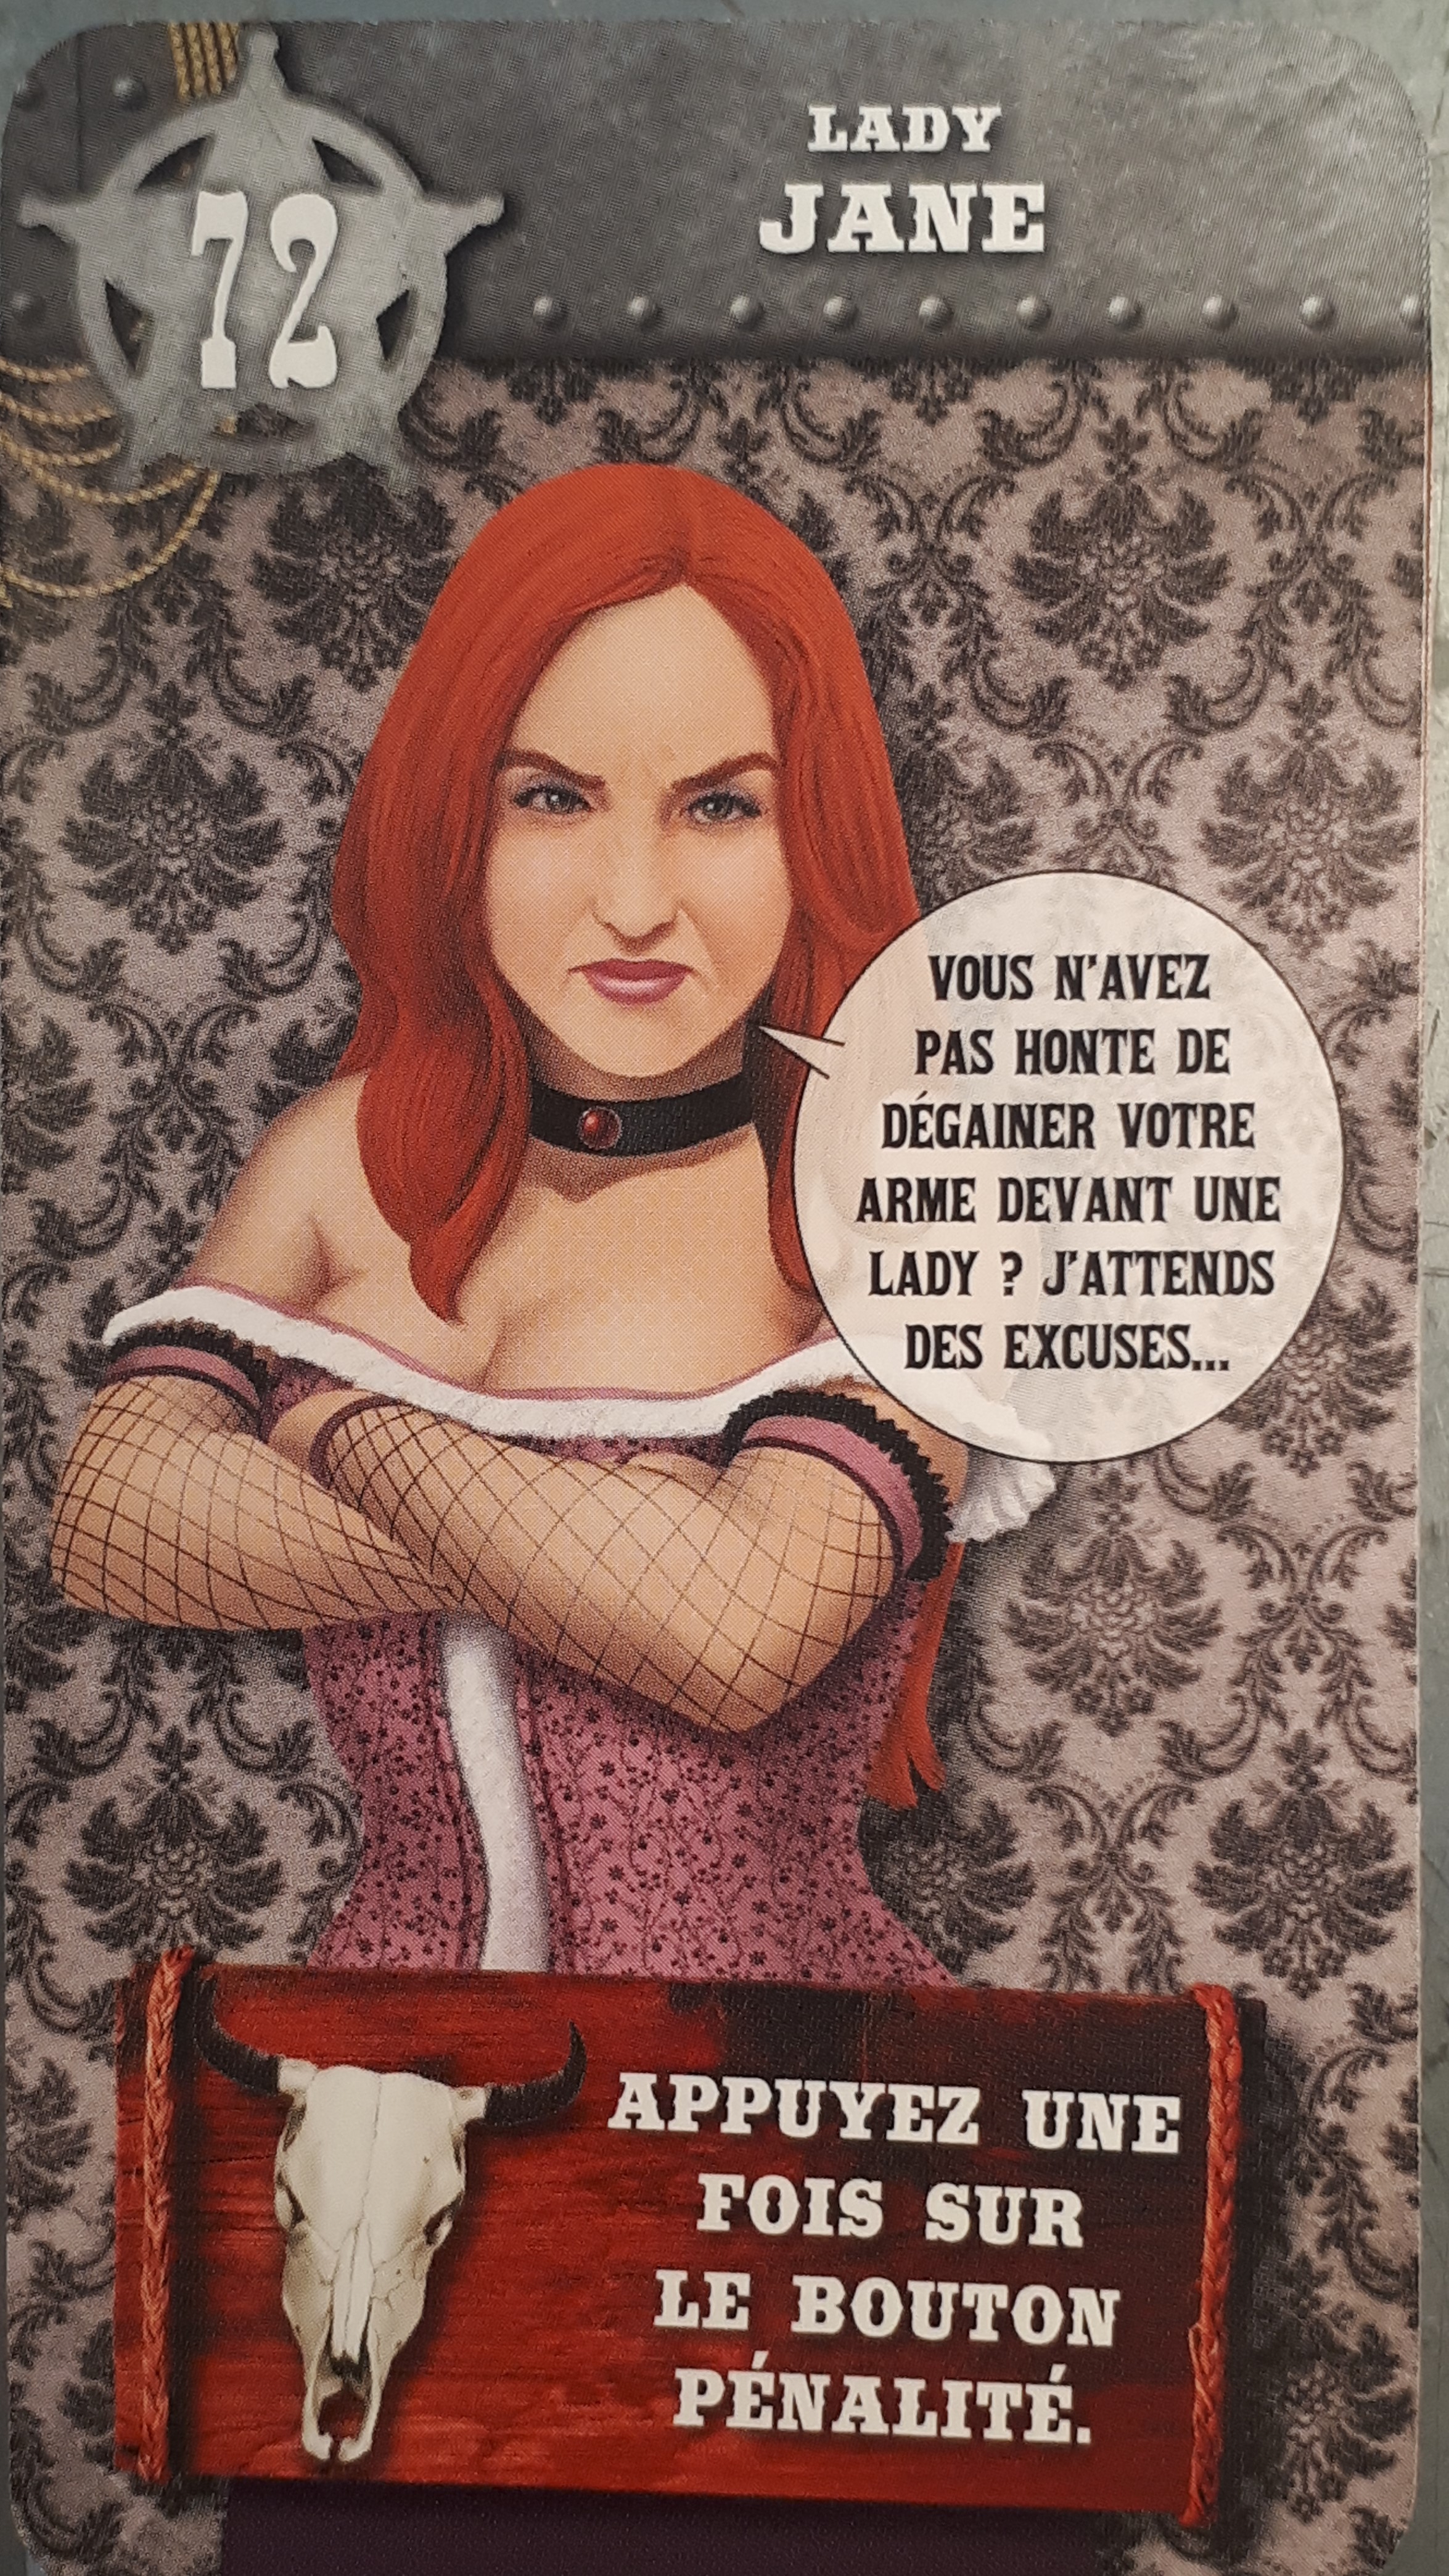 72
LADY
JANE
VOUS N'AVEZ
PAS HONTE DE
DÉGAINER VOTRE
ARME DEVANT UNE
LADY ? J'ATTENDS
DES EXCUSES...
APPUYEZ UNE
FOIS SUR
LE BOUTON
PÉNALITÉ.